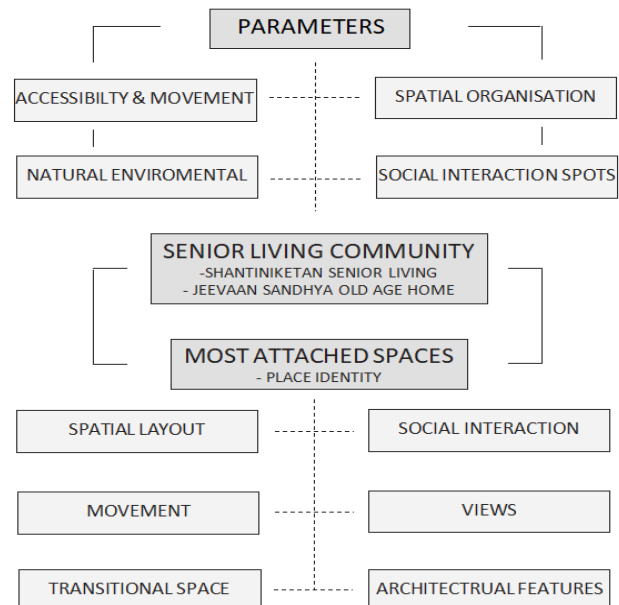 PARAMETERS
ACCESSIBILTY & MOVEMENT
SPATIAL ORGANISATION
NATURAL ENVIROMENTAL
SOCIAL INTERACTION SPOTS
SENIOR LIVING COMMUNITY
-SHANTINIKETAN SENIOR LIVING
- JEEVAAN SANDHYA OLD AGE HOME
MOST ATTACHED SPACES
- PLACE IDENTITY
SPATIAL LAYOUT
SOCIAL INTERACTION
MOVEMENT
VIEWS
TRANSITIONAL SPACE
ARCHITECTRUAL FEATURES